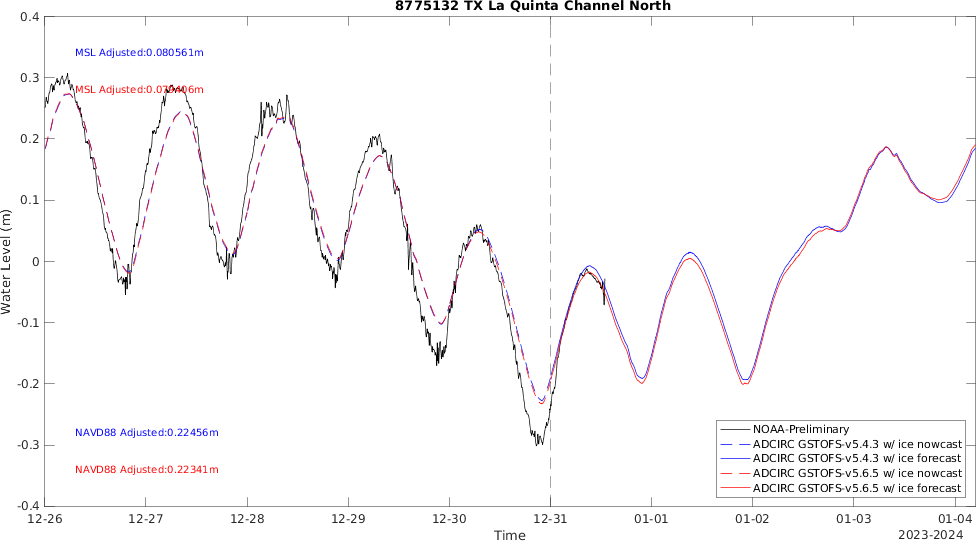 8775132 TX La Quinta Channel North
0.4
0.3
0.2
0.1
0
-0.1
-0.2
-0.3
-0.4
Water Level (m)
MSL Adjusted:0.080561m
MSL
NAVD88 Adjusted:0.22456m
NAVD88 Adjusted:0.22341m
NOAA-Preliminary
ADCIRC GSTOFS-v5.4.3 w/ ice nowcast
ADCIRC GSTOFS-v5.4.3 w/ ice forecast
ADCIRC GSTOFS-v5.6.5 w/ ice nowcast
ADCIRC GSTOFS-v5.6.5 w/ ice forecast
12-26 12-27 12-28 12-29 12-30 12-31 01-01 01-02 01-03 01-04
Time
2023-2024